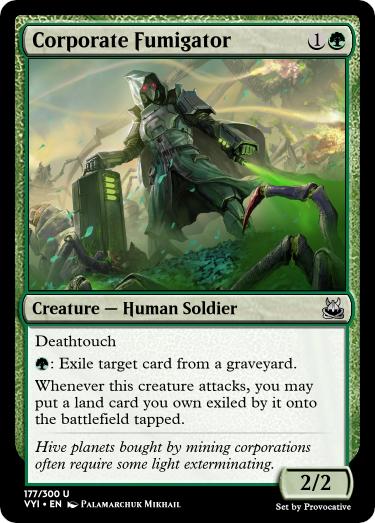 Corporate Fumigator 1
Creature — Human Soldier
Deathtouch
: Exile target card from a graveyard.
Whenever this creature attacks, you may
put a land card you own exiled by it onto
the battlefield tapped.
Hive planets bought by mining corporations
often require some light exterminating.
2/2
177/300 U
VYI • EN Palamarchuk Mikhail
Set by Provocative